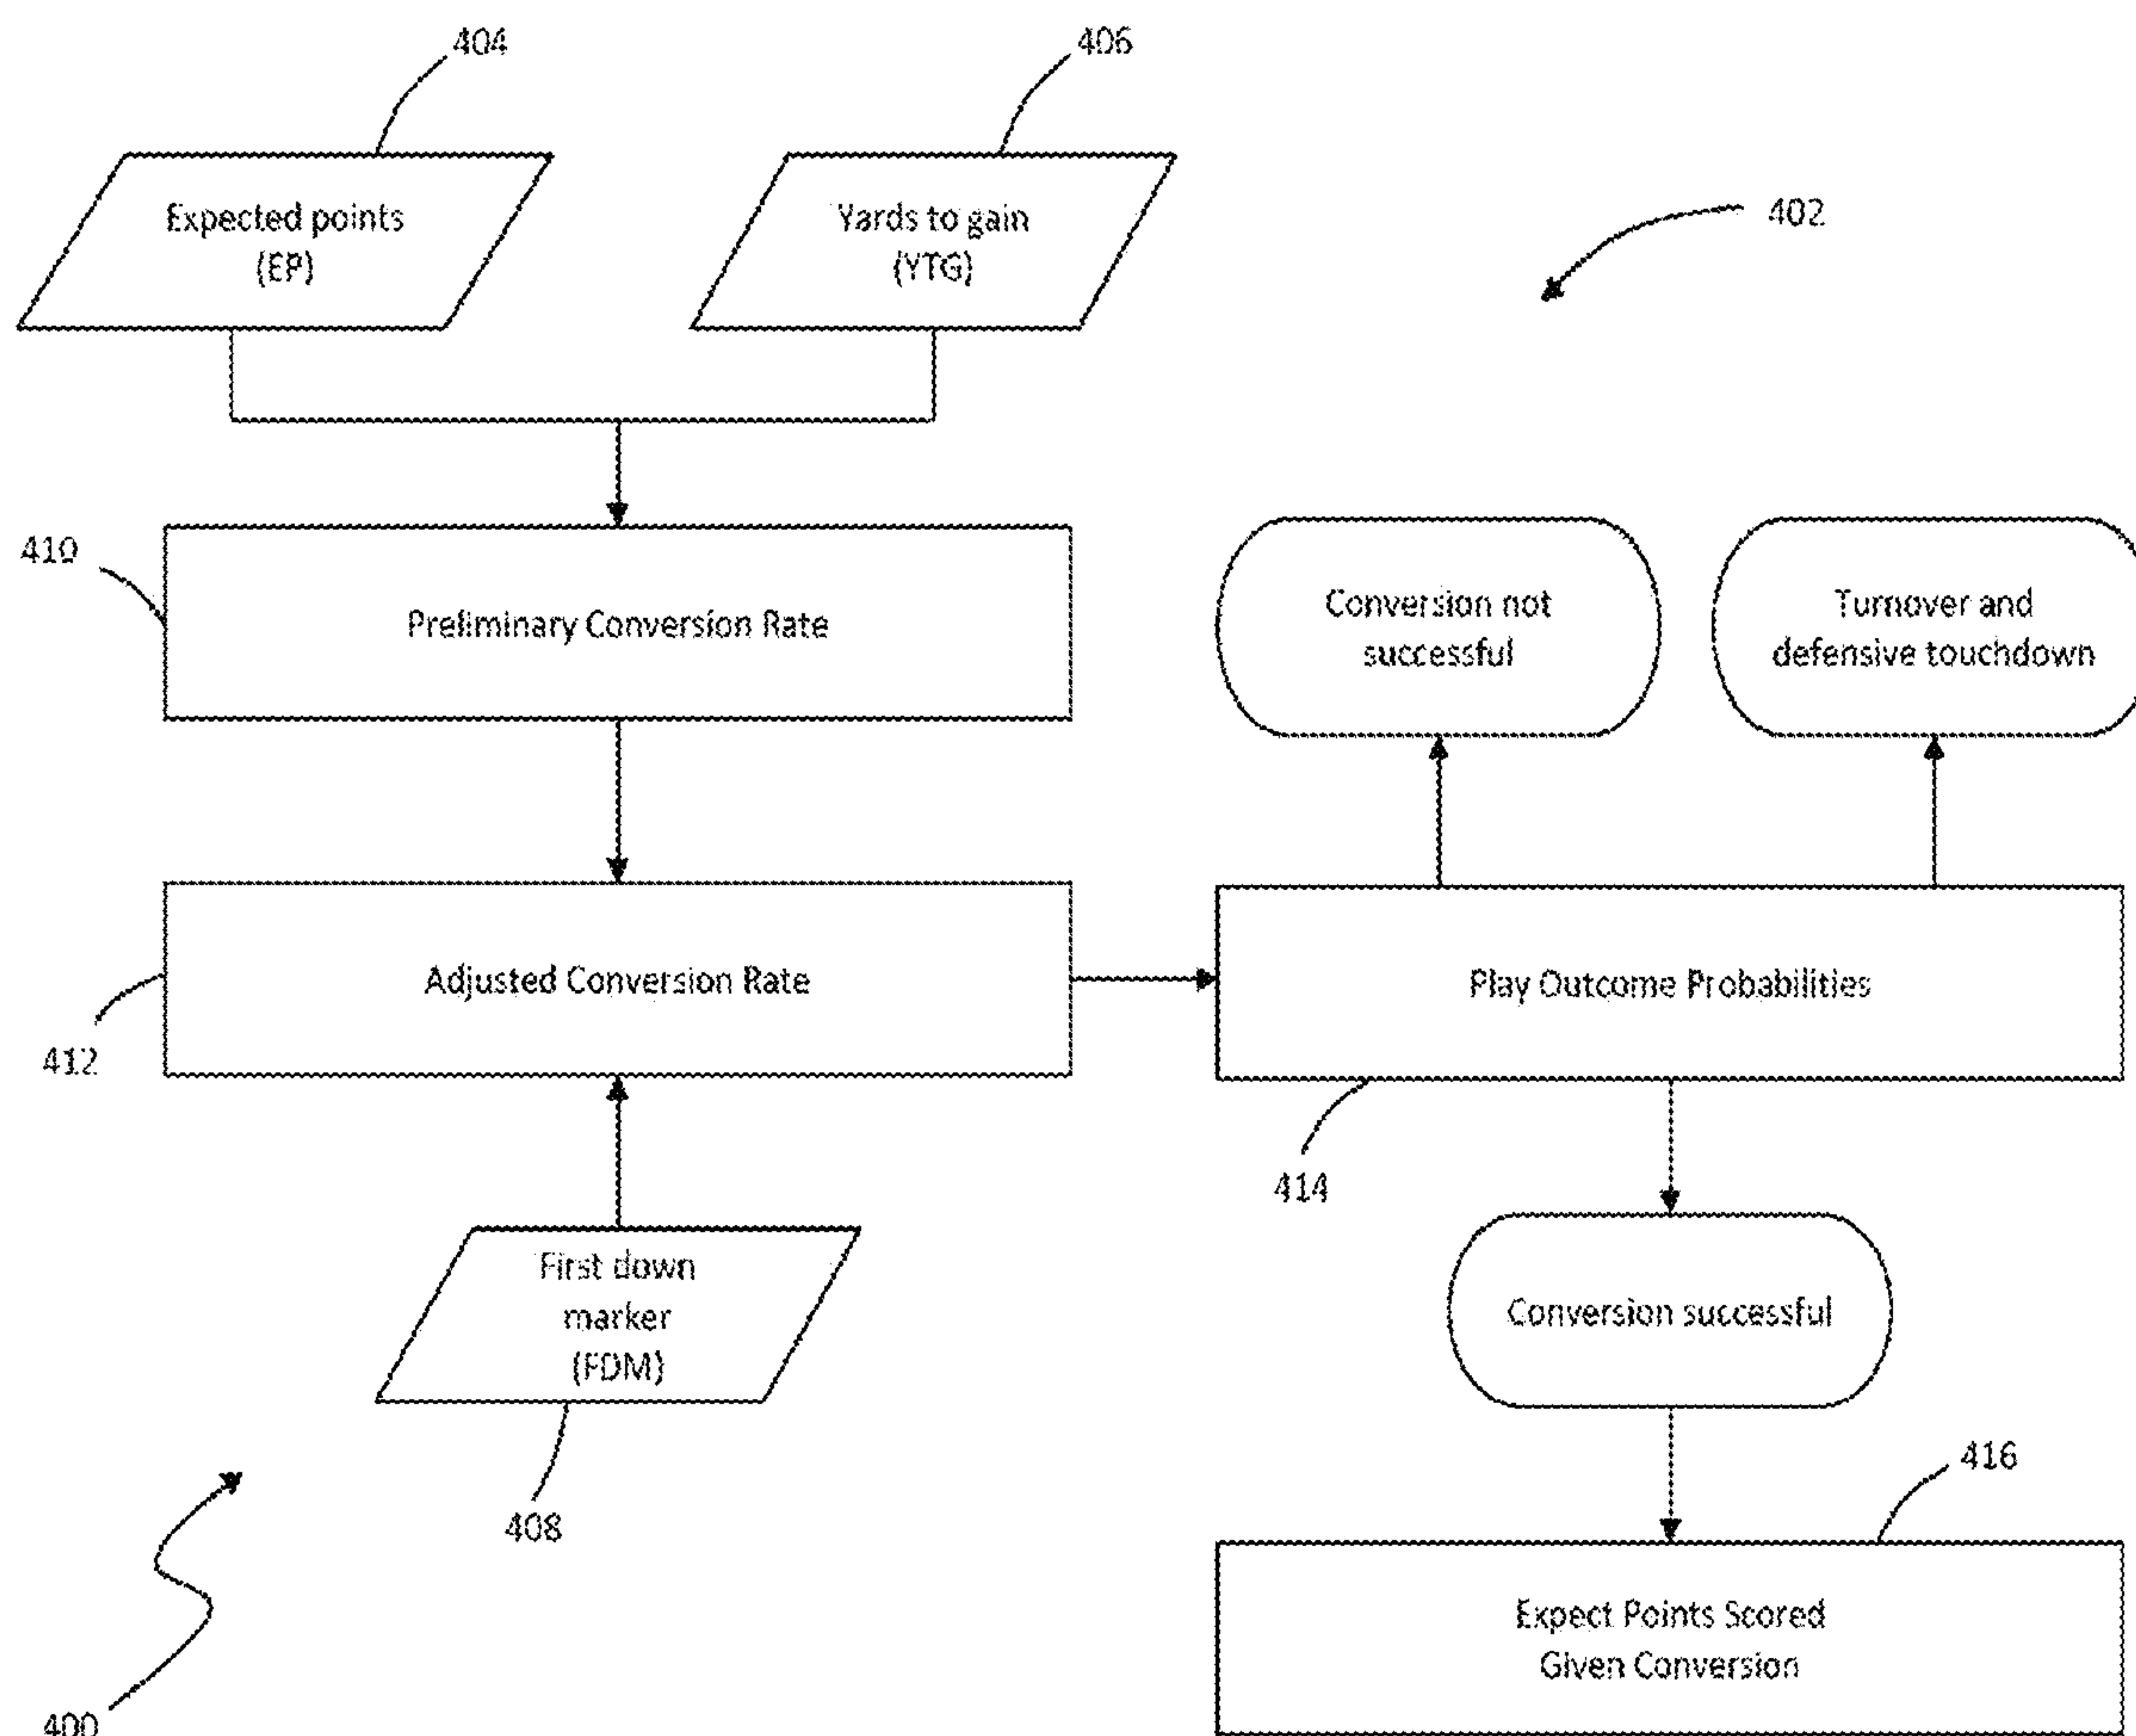 404
406
Expected points
(EP)
Yards to gain
(YTG)
402
410
Preliminary Conversion Rate
Conversion not
successful
Turnover and
defensive touchdown
Adjusted Conversion Rate
Play Outcome Probabilities
412
414
First down
marker
(FDM)
Conversion successful
408
416
Expect Points Scored
Given Conversion
400